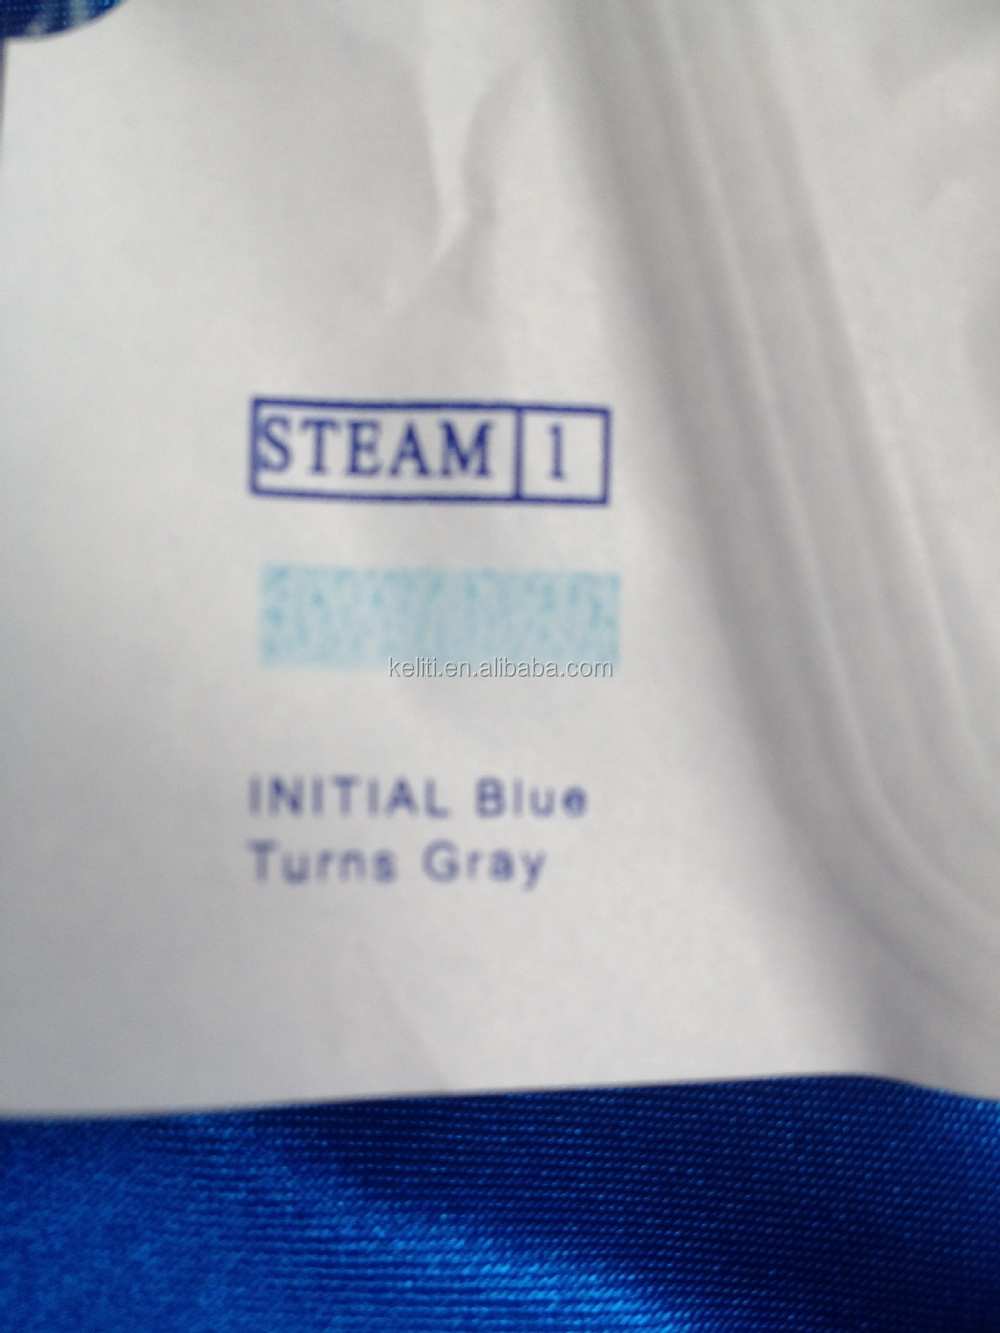 STEAM 1
keliti.en.alibaba.com
INITIAL Blue
Turns Gray